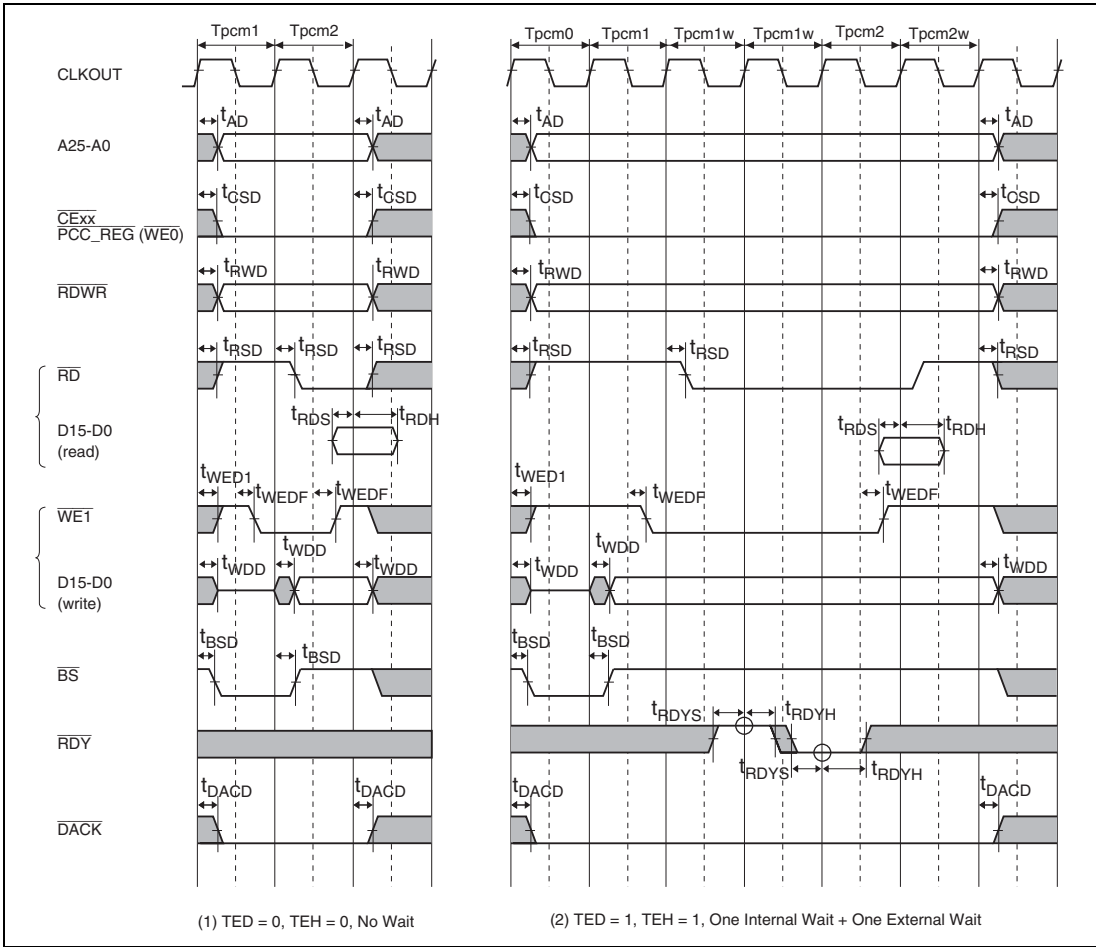 Tpcm1 Tpcm2 Tpcm0 Tpcm1 Tpcm1w Tpcm1w Tpcm2 Tpcm2w
CLKOUT
tAD tAD tAD tAD
A25-A0
tCSD tCSD tCSD tCSD
CExx
PCC_REG (WE0)
tRWD tRWD tRWD tRWD
RDWR
tRSD tRSD tRSD tRSD tRSD tRSD
RD
tRDS tRDH tRDS tRDH
D15-D0
(read)
tWED1 tWEDF tWEDF tWED1 tWEDF tWEDF
WE1
tWDD tWDD tWDD tWDD tWDD tWDD
D15-D0
(write)
tBSD tBSD tBSD tBSD
BS
tRDYS tRDYH
RDY
tRDYS tRDYH
tDACD tDACD tDACD tDACD
DACK
(1) TED = 0, TEH = 0, No Wait (2) TED = 1, TEH = 1, One Internal Wait + One External Wait